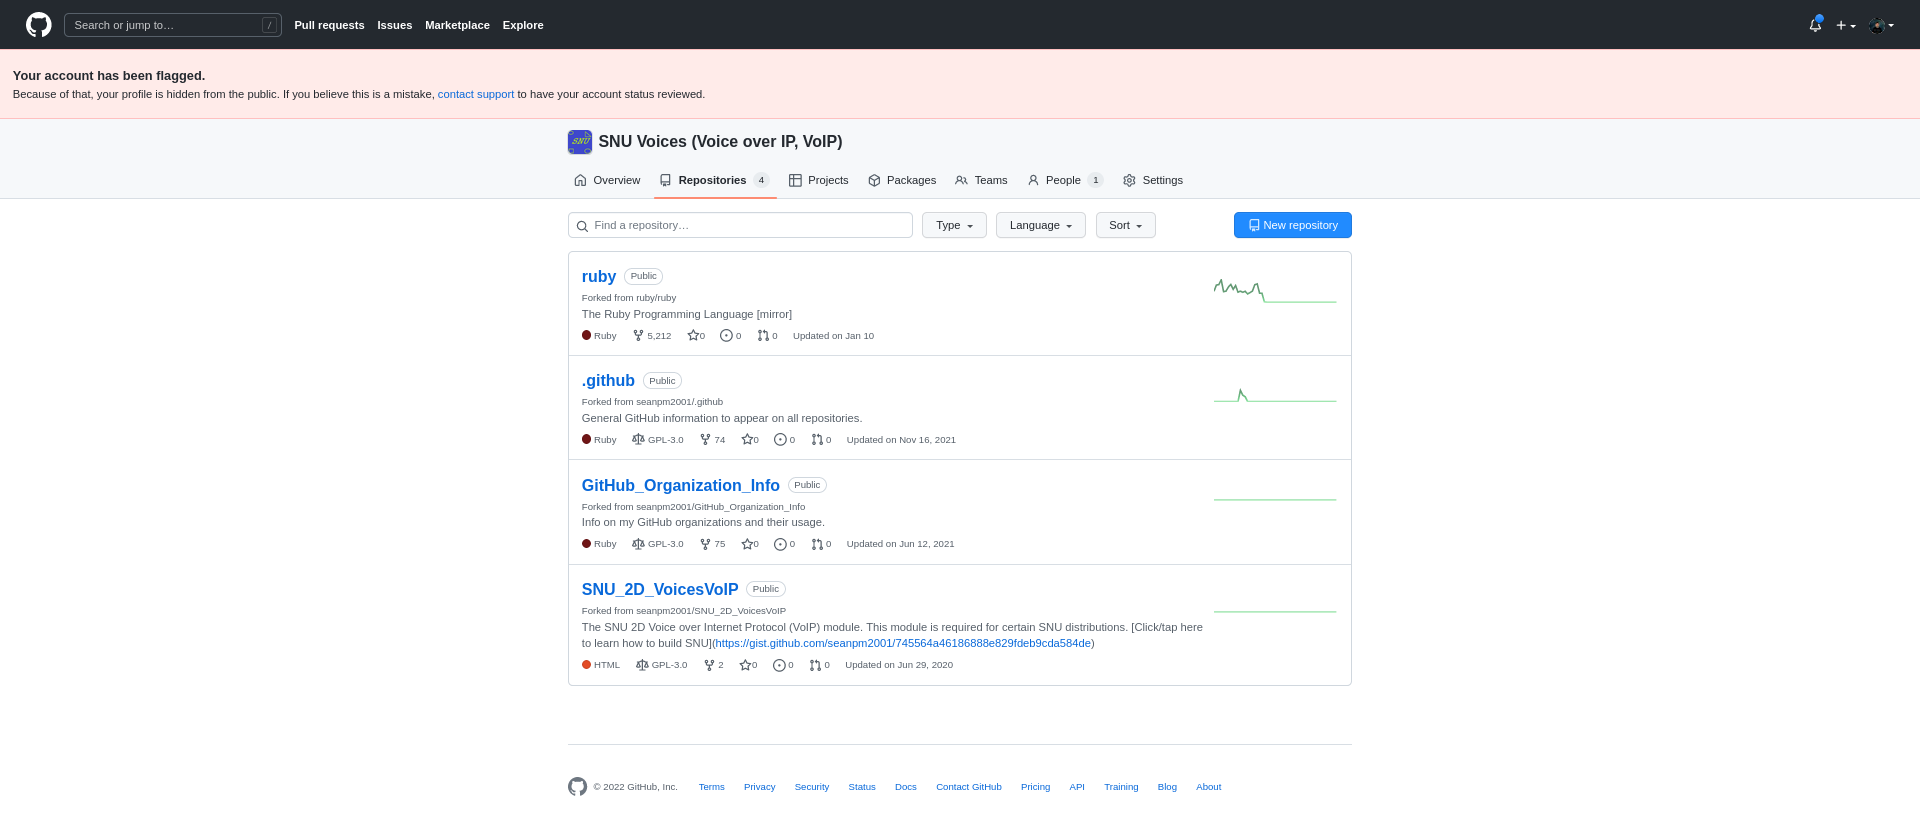 Search or jump to… /
Pull requests Issues Marketplace Explore
Your account has been flagged.
Because of that, your profile is hidden from the public. If you believe this is a mistake, contact support to have your account status reviewed.
SNU SNU Voices (Voice over IP, VoIP)
Overview Repositories 4 Projects Packages Teams People 1 Settings
Find a repository… Type Language Sort New repository
ruby Public
Forked from ruby/ruby
The Ruby Programming Language [mirror]
Ruby 5,212 0 0 0 Updated on Jan 10
.github Public
Forked from seanpm2001/.github
General GitHub information to appear on all repositories.
Ruby GPL-3.0 74 0 0 0 Updated on Nov 16, 2021
GitHub_Organization_Info Public
Forked from seanpm2001/GitHub_Organization_Info
Info on my GitHub organizations and their usage.
Ruby GPL-3.0 75 0 0 0 Updated on Jun 12, 2021
SNU_2D_VoicesVoIP Public
Forked from seanpm2001/SNU_2D_VoicesVoIP
The SNU 2D Voice over Internet Protocol (VoIP) module. This module is required for certain SNU distributions. [Click/tap here
to learn how to build SNU](https://gist.github.com/seanpm2001/745564a46186888e829fdeb9cda584de)
HTML GPL-3.0 2 0 0 0 Updated on Jun 29, 2020
© 2022 GitHub, Inc. Terms Privacy Security Status Docs Contact GitHub Pricing API Training Blog About